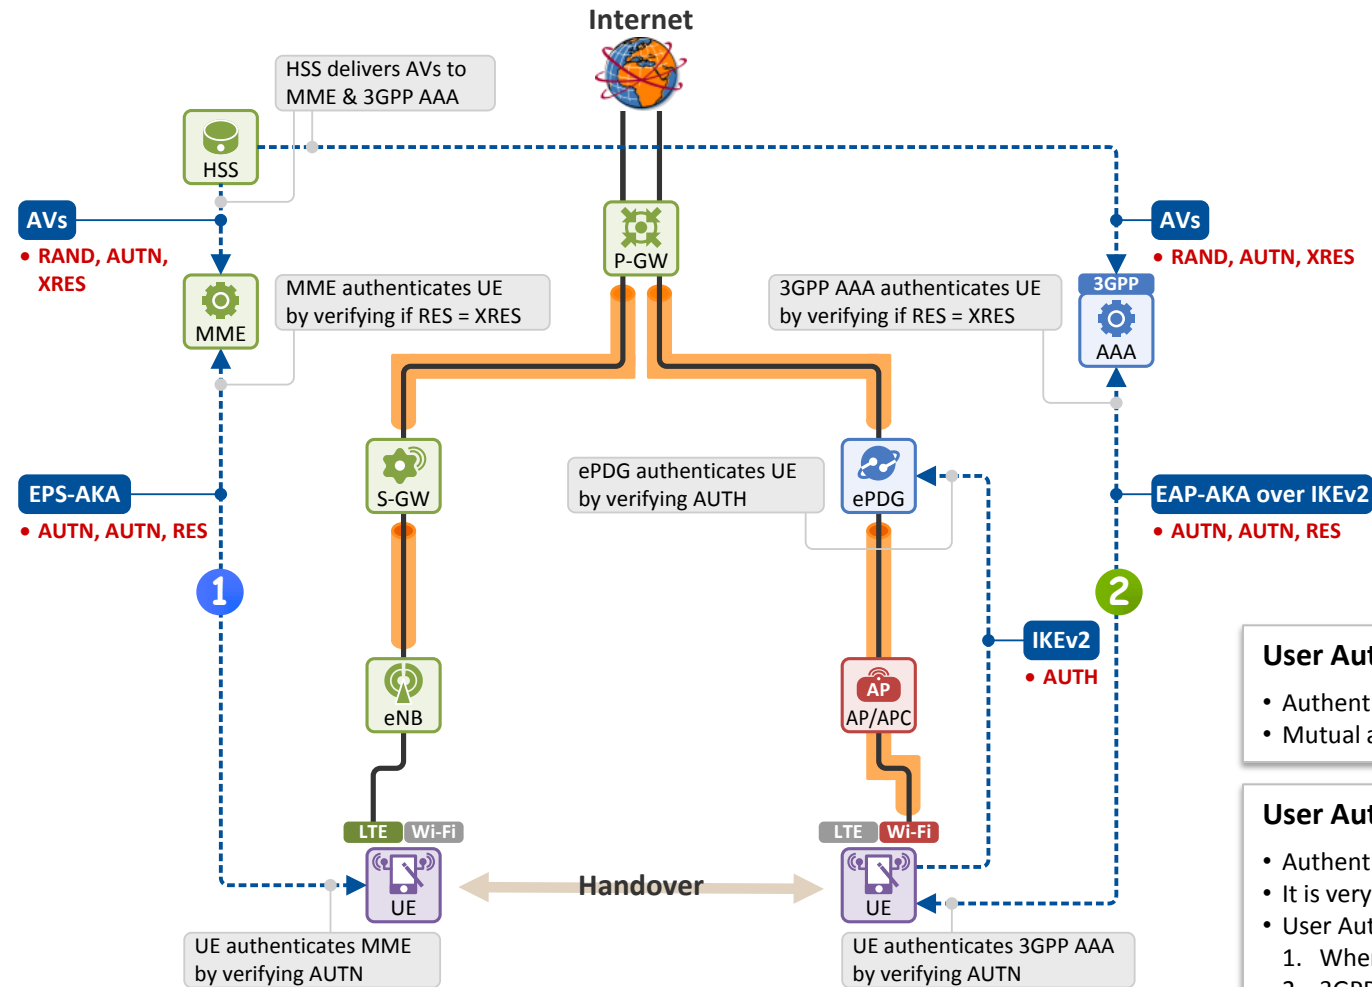 Internet
HSS delivers AVs to
MME & 3GPP AAA
HSS
AVs
• RAND, AUTN,
XRES
P-GW
AVs
• RAND, AUTN, XRES
MME
MME authenticates UE
by verifying if RES = XRES
3GPP AAA authenticates UE
by verifying if RES = XRES
3GPP
AAA
S-GW
ePDG authenticates UE
by verifying AUTH
ePDG
EPS-AKA
• AUTN, AUTN, RES
EAP-AKA over IKEv2
• AUTN, AUTN, RES
1
2
IKEv2
• AUTH
eNB
AP
AP/APC
LTE
Wi-Fi
LTE
Wi-Fi
UE
Handover
UE
UE authenticates MME
by verifying AUTN
UE authenticates 3GPP AAA
by verifying AUTN
User Aut
• Authent
• Mutual a
User Aut
• Authent
• It is very
• User Aut
1. Wher